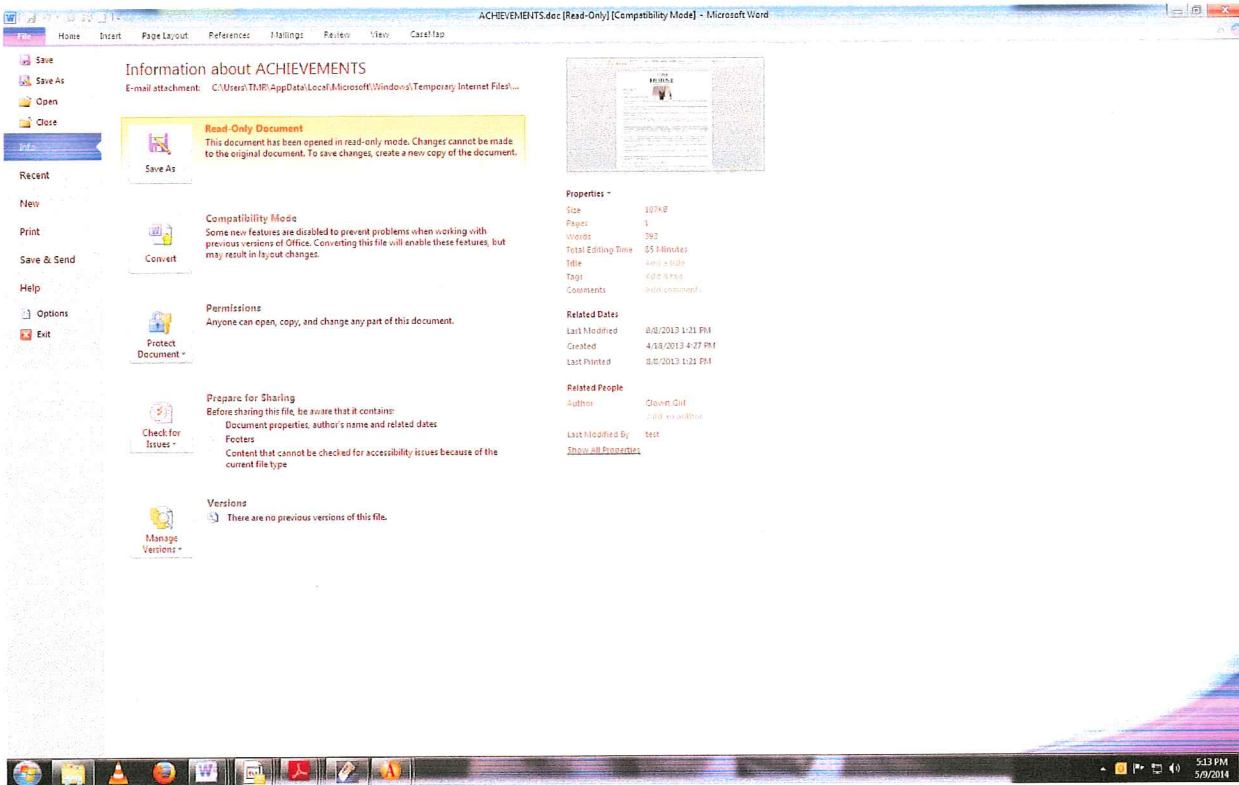 ACHIEVEMENTS.doc [Read-Only] [Compatibility Mode] - Microsoft Word
File Home Insert Page Layout References Mailings Review View CaseMap
Save
Save As
Open
Close
Info
Recent
New
Print
Save & Send
Help
Options
Exit
Information about ACHIEVEMENTS
E-mail attachment: C:\Users\TMR\AppData\Local\Microsoft\Windows\Temporary Internet Files\...
Save As
Read-Only Document
This document has been opened in read-only mode. Changes cannot be made
to the original document. To save changes, create a new copy of the document.
Convert
Compatibility Mode
Some new features are disabled to prevent problems when working with
previous versions of Office. Converting this file will enable these features, but
may result in layout changes.
Protect
Document
Permissions
Anyone can open, copy, and change any part of this document.
Check for
Issues
Prepare for Sharing
Before sharing this file, be aware that it contains:
Document properties, author's name and related dates
Footers
Content that cannot be checked for accessibility issues because of the
current file type
Manage
Versions
Versions
There are no previous versions of this file.
Properties
Size 107KB
Pages 1
Words 393
Total Editing Time 85 Minutes
Title Add a title
Tags Add a tag
Comments Add comments
Related Dates
Last Modified 8/8/2013 1:21 PM
Created 4/18/2013 4:27 PM
Last Printed 8/8/2013 1:21 PM
Related People
Author Clovin Girl
Add an author
Last Modified By test
Show All Properties
5:13 PM
5/9/2014